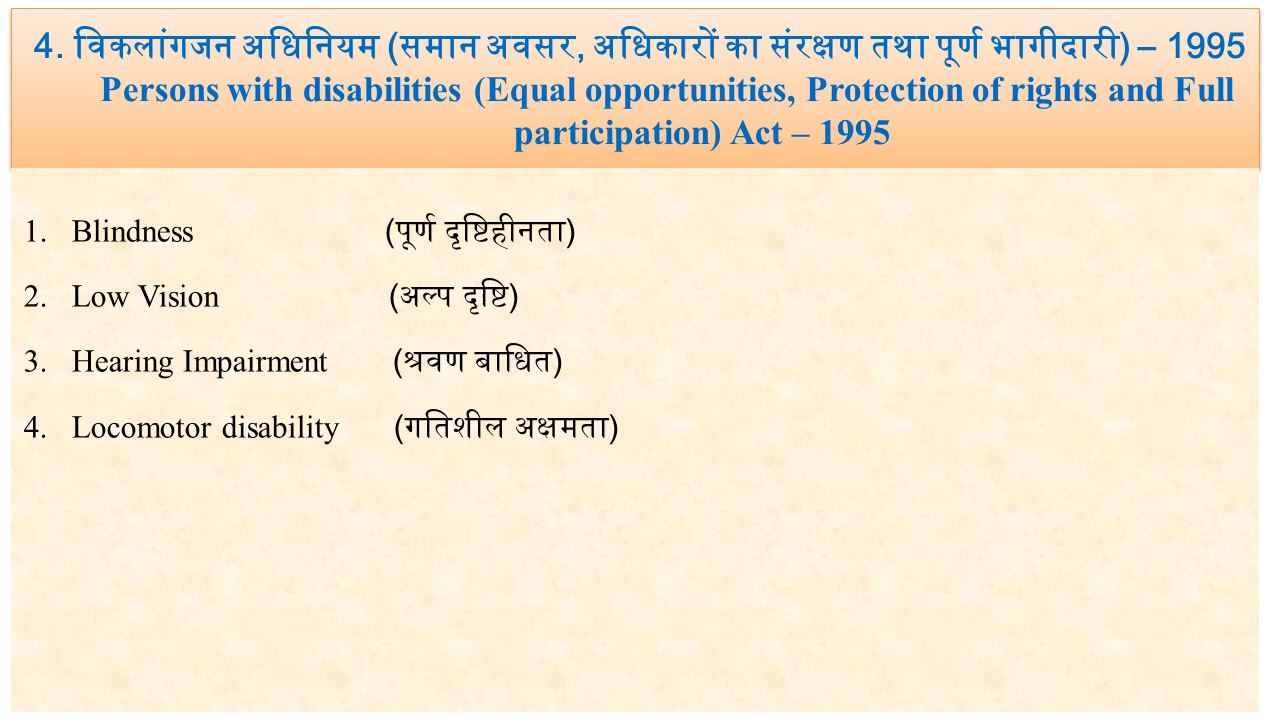 4. विकलांगजन अधिनियम (समान अवसर, अधिकारों का संरक्षण तथा पूर्ण भागीदारी) – 1995
Persons with disabilities (Equal opportunities, Protection of rights and Full
participation) Act – 1995
1. Blindness (पूर्ण दृष्टिहीनता)
2. Low Vision (अल्प दृष्टि)
3. Hearing Impairment (श्रवण बाधित)
4. Locomotor disability (गतिशील अक्षमता)